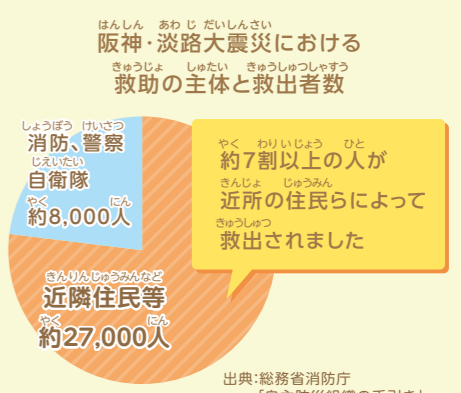 阪神・淡路大震災における
救助の主体と救出者数
消防、警察
自衛隊
約8,000人
約7割以上の人が
近所の住民らによって
救出されました
近隣住民等
約27,000人
出典:総務省消防庁